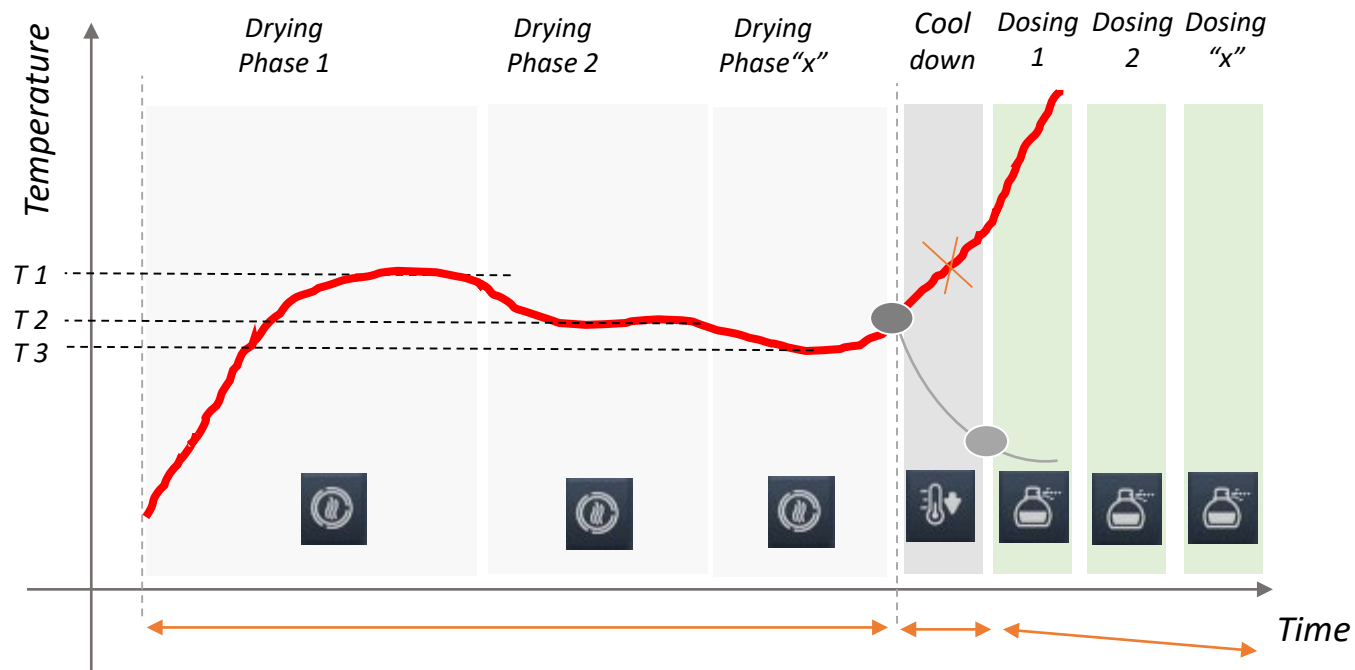 Drying
Phase 1
Drying
Phase 2
Drying
Phase“x”
Cool
down
Dosing
1
Dosing
2
Dosing
“x”
Temperature
T 1
T 2
T 3
Time